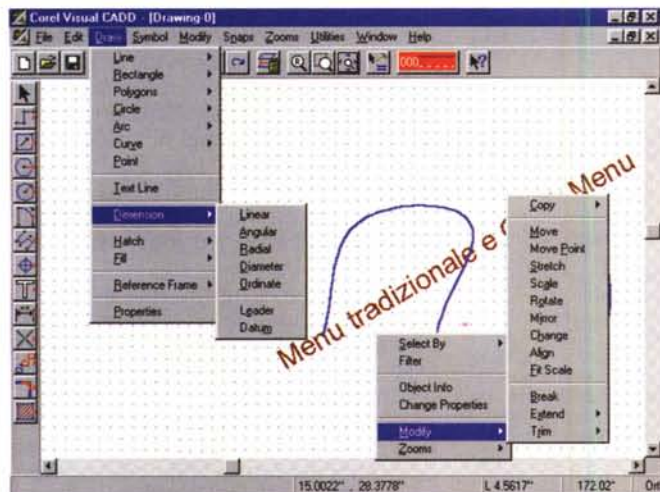 Corel Visual CADD - [Drawing-0]
File Edit Draw Symbol Modify Snaps Zooms Utilities Window Help
Line
Rectangle
Polygons
Circle
Arc
Curve
Point
Text Line
Dimension
Hatch
Fill
Reference Frame
Properties
Linear
Angular
Radial
Diameter
Ordinate
Leader
Datum
Menu tradizionale e
Menu
Select By
Filter
Object Info
Change Properties
Modify
Zooms
Copy
Move
Move Point
Stretch
Scale
Rotate
Mirror
Change
Align
Fit Scale
Break
Extend
Trim
15.0022" , 28.3778" L 4.5617" 172.02° Ort